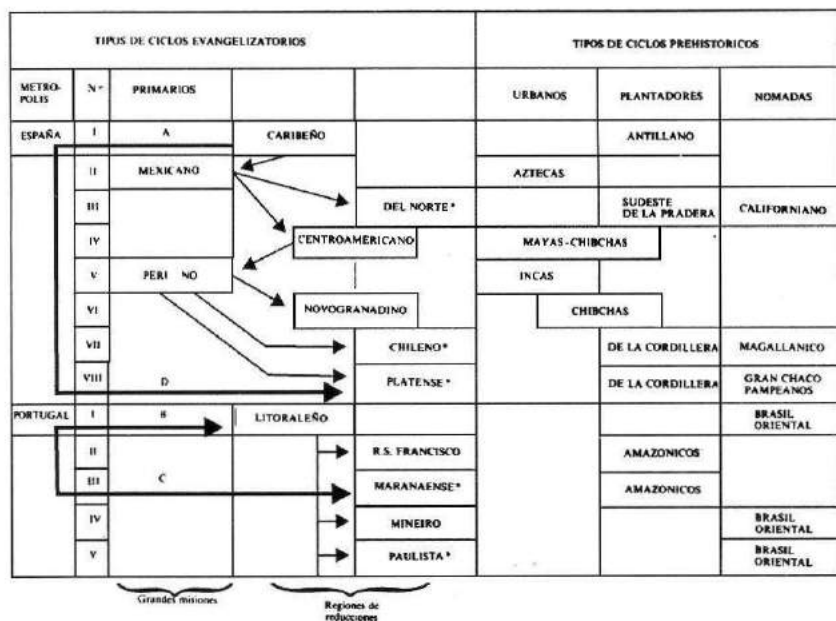 TIPOS DE CICLOS EVANGELIZATORIOS TIPOS DE CICLOS PREHISTORICOS
METRO-
POLIS N.º PRIMARIOS URBANOS PLANTADORES NOMADAS
ESPAÑA I A CARIBEÑO ANTILLANO
II MEXICANO AZTECAS
III DEL NORTE* SUDESTE
DE LA PRADERA CALIFORNIANO
IV CENTROAMERICANO MAYAS-CHIBCHAS
V PERU NO INCAS
VI NOVOGRANADINO CHIBCHAS
VII CHILENO* DE LA CORDILLERA MAGALLANICO
VIII D PLATENSE* DE LA CORDILLERA GRAN CHACO
PAMPEANOS
PORTUGAL I B LITORALEÑO BRASIL
ORIENTAL
II R.S. FRANCISCO AMAZONICOS
III C MARANAENSE* AMAZONICOS
IV MINEIRO BRASIL
ORIENTAL
V PAULISTA* BRASIL
ORIENTAL
Grandes misiones Regiones de
reducciones